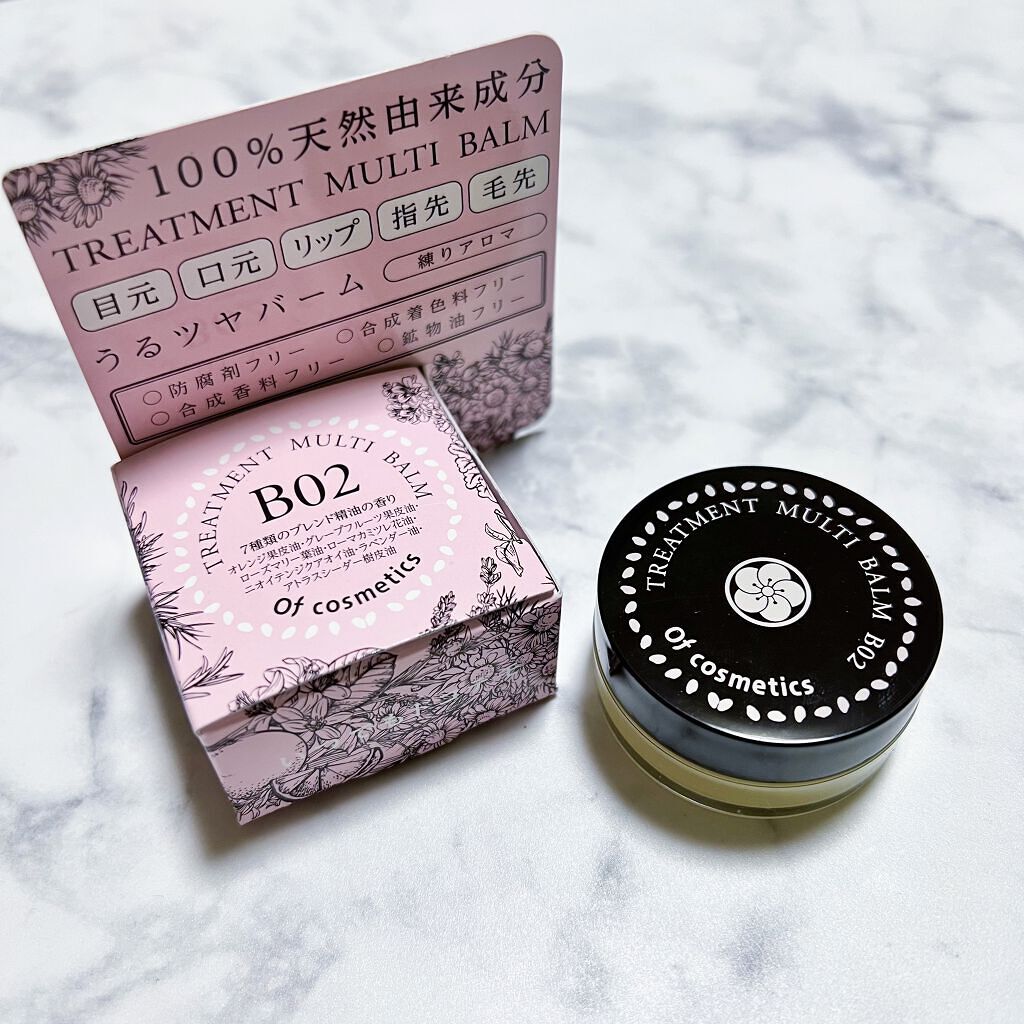 100%天然由来成分
TREATMENT MULTI BALM
目元 口元 リップ 指先 毛先
うるツヤバーム 練りアロマ
○防腐剤フリー ○合成着色料フリー
○合成香料フリー ○鉱物油フリー
TREATMENT MULTI BALM
B02
7種類のブレンド精油の香り
オレンジ果皮油・グレープフルーツ果皮油・
ローズマリー葉油・ローマカミツレ花油・
ニオイテンジクアオイ油・ラベンダー油・
アトラスシーダー樹皮油
Of cosmetics
TREATMENT MULTI BALM B02
Of cosmetics